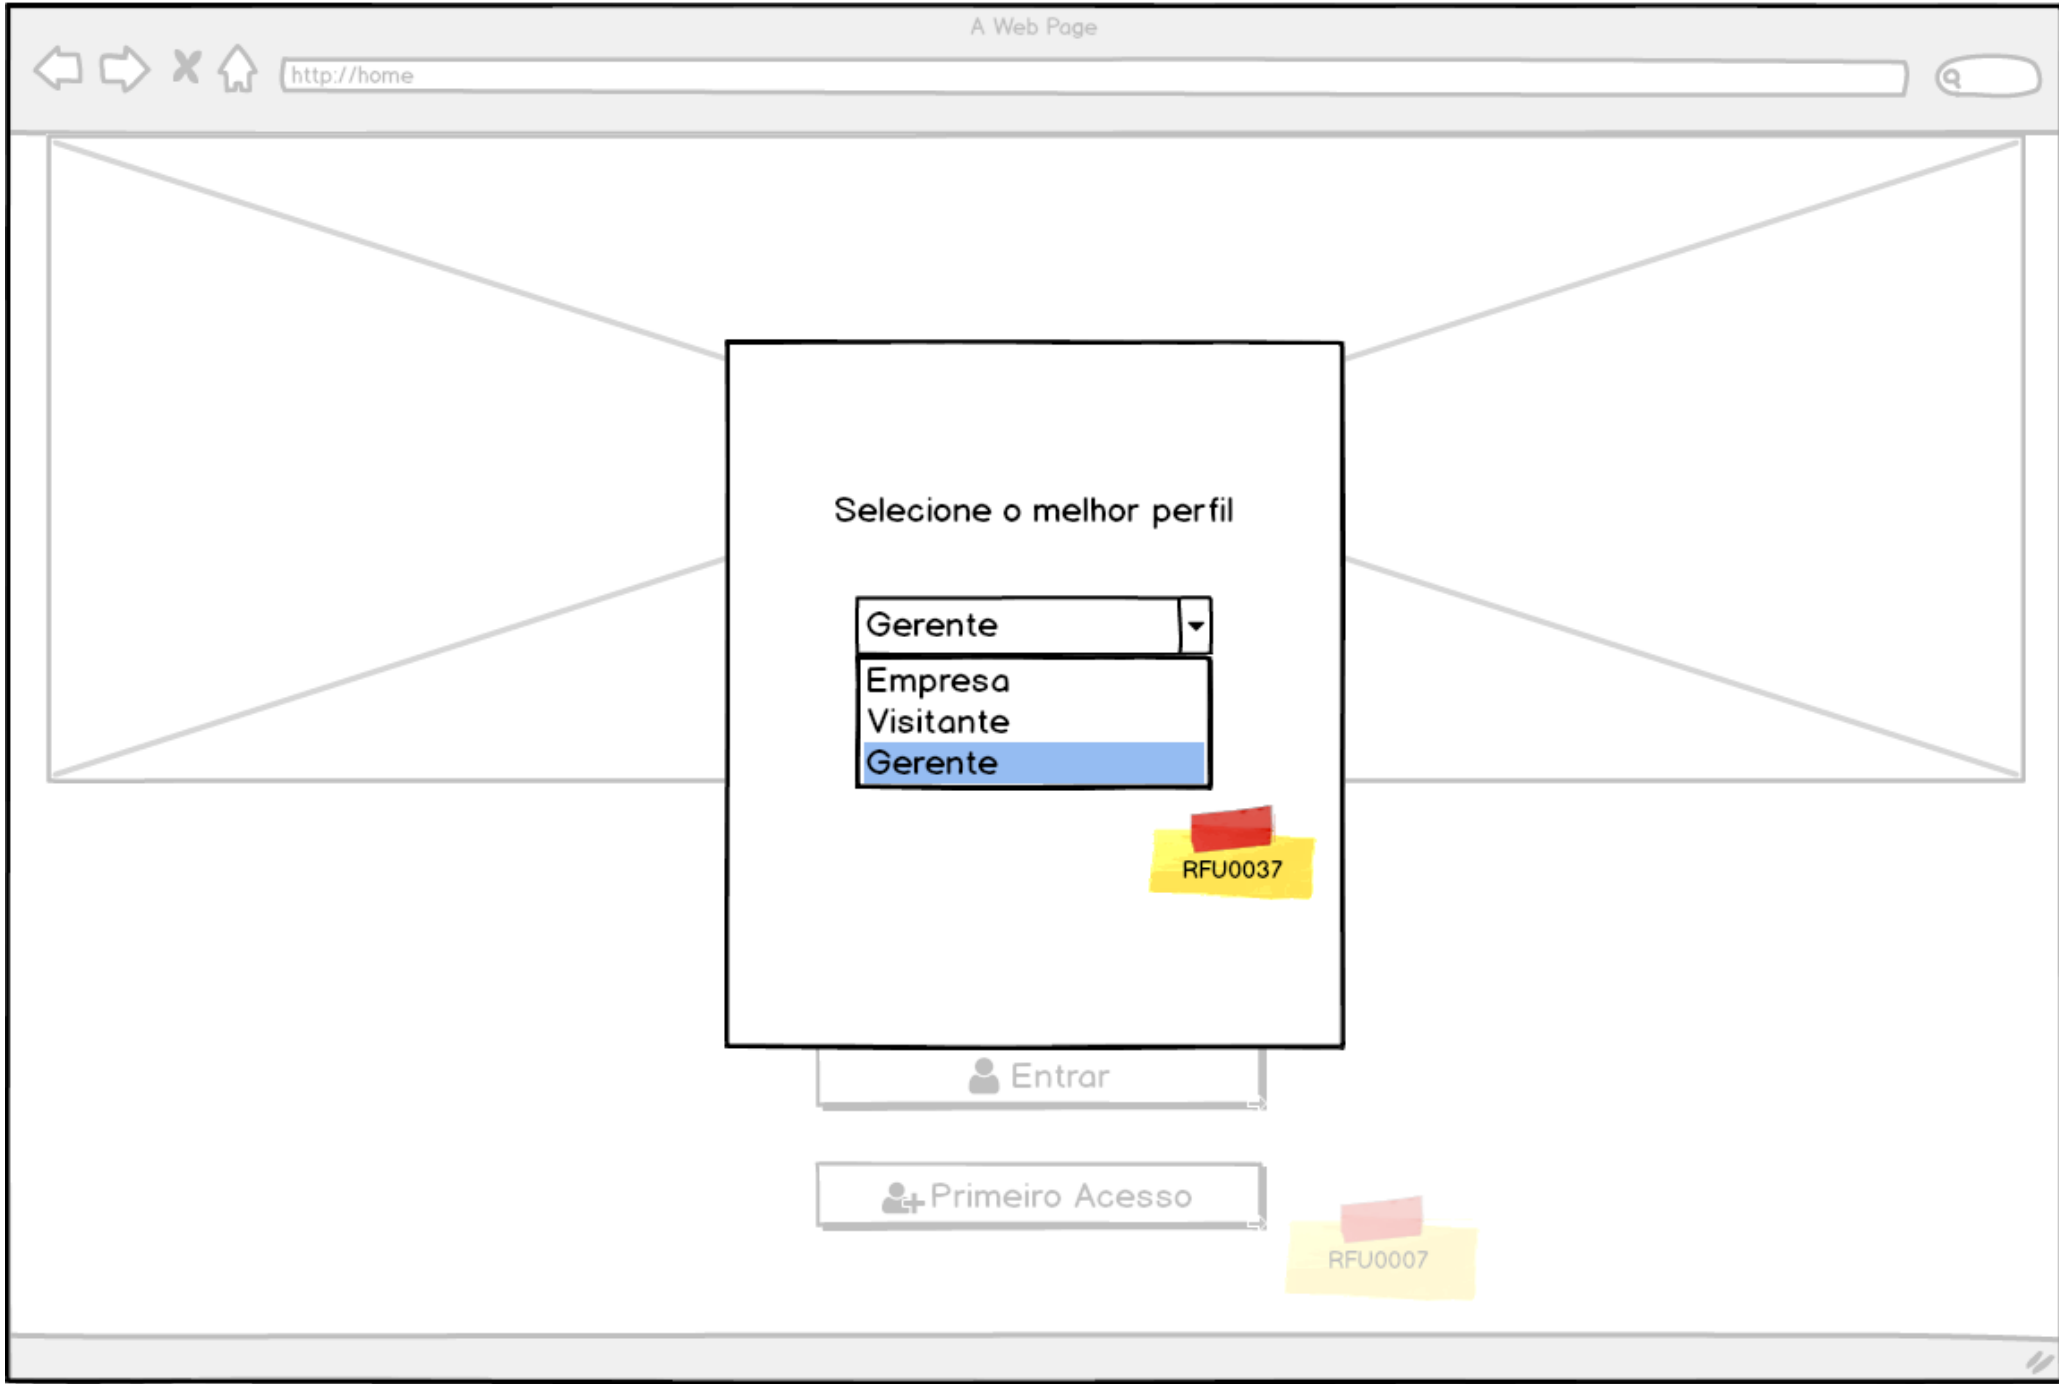 A Web Page
http://home
Selecione o melhor perfil
Gerente
Empresa
Visitante
Gerente
RFU0037
Entrar
Primeiro Acesso
RFU0007